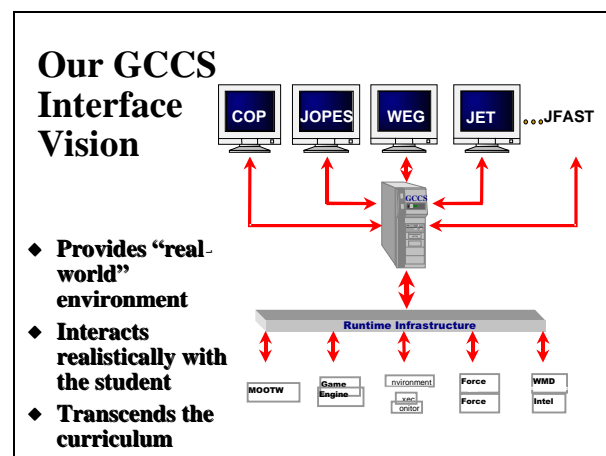 Our GCCS
Interface
Vision
COP JOPES WEG JET ...JFAST
GCCS
◆ Provides “real-
world”
environment
◆ Interacts
realistically with
the student
◆ Transcends the
curriculum
Runtime Infrastructure
MOOTW
Game
Engine
nvironment
xec
onitor
Force
Force
WMD
Intel